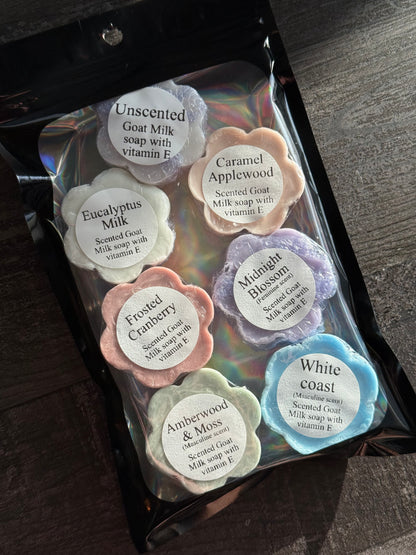 Unscented
Goat Milk
soap with
vitamin E
Caramel
Applewood
Scented Goat
Milk soap with
vitamin E
Eucalyptus
Milk
Scented Goat
Milk soap with
vitamin E
Midnight
Blossom
(Feminine scent)
Scented Goat
Milk soap with
vitamin E
Frosted
Cranberry
Scented Goat
Milk soap with
vitamin E
White
coast
(Masculine scent)
Scented Goat
Milk soap with
vitamin E
Amberwood
& Moss
(Masculine scent)
Scented Goat
Milk soap with
vitamin E